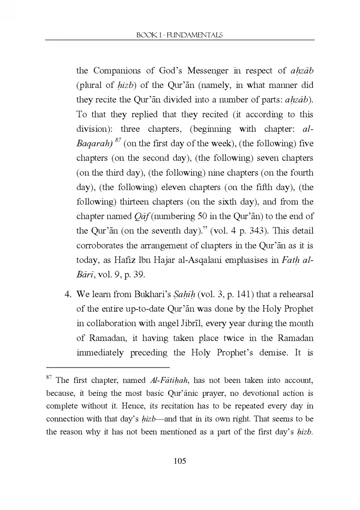 BOOK 1 · FUNDAMENTALS
the Companions of God's Messenger in respect of aḥzāb
(plural of ḥizb) of the Qur'ān (namely, in what manner did
they recite the Qur'ān divided into a number of parts: aḥzāb).
To that they replied that they recited (it according to this
division): three chapters, (beginning with chapter: al-
Baqarah) 87 (on the first day of the week), (the following) five
chapters (on the second day), (the following) seven chapters
(on the third day), (the following) nine chapters (on the fourth
day), (the following) eleven chapters (on the fifth day), (the
following) thirteen chapters (on the sixth day), and from the
chapter named Qāf (numbering 50 in the Qur'ān) to the end of
the Qur'ān (on the seventh day)." (vol. 4 p. 343). This detail
corroborates the arrangement of chapters in the Qur'ān as it is
today, as Hafiz Ibn Hajar al-Asqalani emphasises in Fatḥ al-
Bārī, vol. 9, p. 39.
4. We learn from Bukhari's Ṣaḥīḥ (vol. 3, p. 141) that a rehearsal
of the entire up-to-date Qur'ān was done by the Holy Prophet
in collaboration with angel Jibrīl, every year during the month
of Ramadan, it having taken place twice in the Ramadan
immediately preceding the Holy Prophet's demise. It is
87 The first chapter, named Al-Fātiḥah, has not been taken into account,
because, it being the most basic Qur'ānic prayer, no devotional action is
complete without it. Hence, its recitation has to be repeated every day in
connection with that day's ḥizb—and that in its own right. That seems to be
the reason why it has not been mentioned as a part of the first day's ḥizb.
105